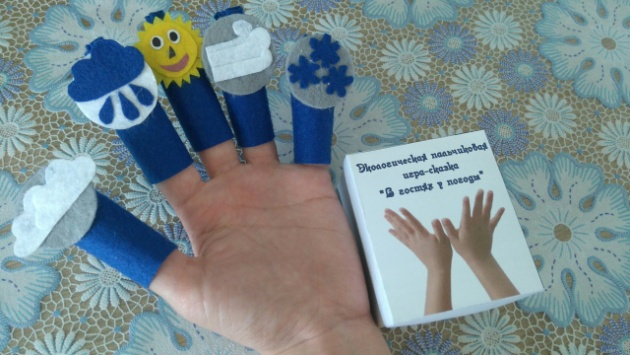 Экологическая пальчиковая
игра-сказка
"В гостях у погоды"